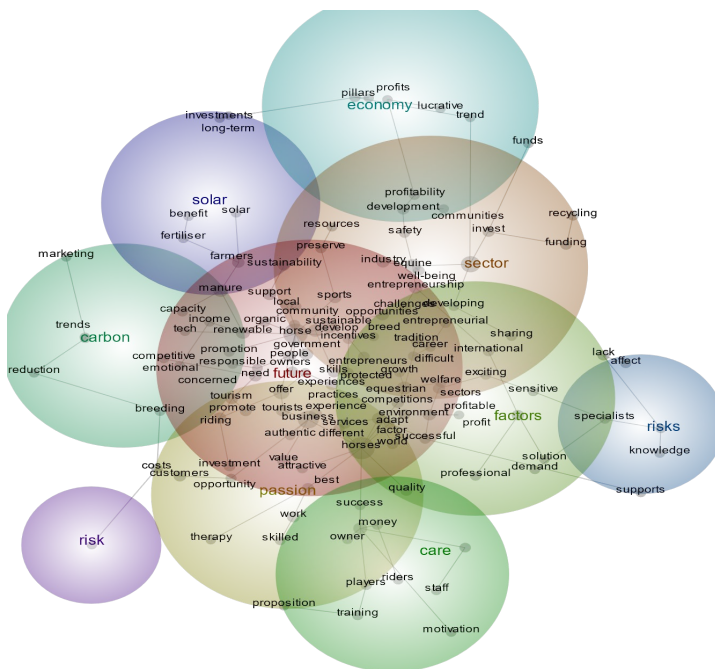 pillars
profits
economy
lucrative
investments
trend
long-term
funds
solar
profitability
benefit
solar
development
communities
recycling
resources
fertiliser
safety
invest
preserve
funding
marketing
farmers
sustainability
industry
equine
sector
well-being
manure
entrepreneurship
support
sports
local
capacity
community
opportunities
challenges
developing
income
organic
sustainable
entrepreneurial
trends
tech
renewable
horse
develop
breed
carbon
incentives
tradition
sharing
government
career
promotion
people
international
competitive
responsible
owners
entrepreneurs
difficult
lack
emotional
need
skills
growth
affect
reduction
concerned
future
protected
exciting
experiences
welfare
offer
equestrian
sensitive
tourism
practices
competitions
sectors
breeding
promote
tourists
experience
environment
profitable
factors
specialists
riding
business
services
adapt
profit
risks
authentic
different
factor
successful
horses
world
knowledge
value
solution
costs
investment
attractive
demand
customers
professional
opportunity
best
passion
quality
supports
success
work
money
risk
therapy
skilled
owner
care
players
riders
staff
proposition
training
motivation